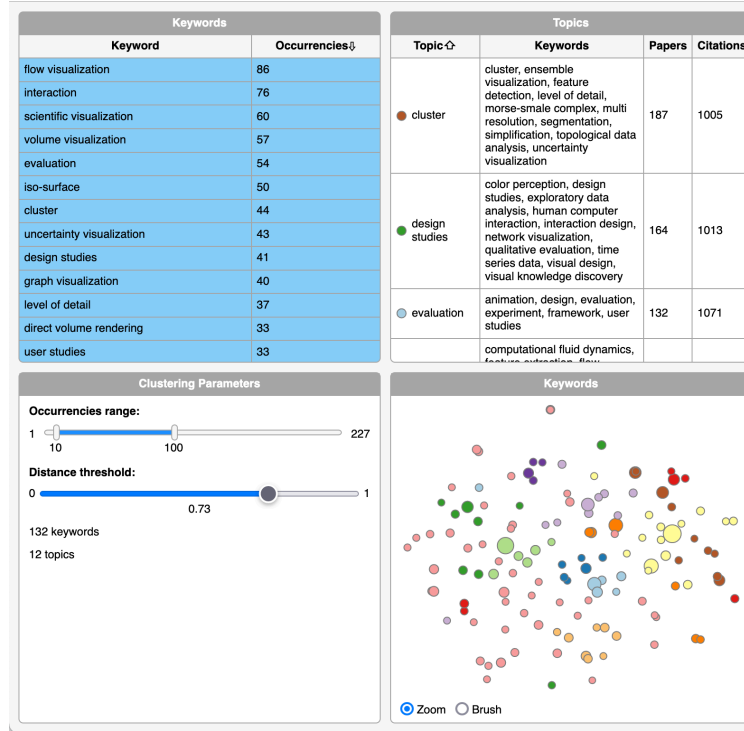 Keywords
Keyword Occurrencies⇩
flow visualization 86
interaction 76
scientific visualization 60
volume visualization 57
evaluation 54
iso-surface 50
cluster 44
uncertainty visualization 43
design studies 41
graph visualization 40
level of detail 37
direct volume rendering 33
user studies 33
Topics
Topic⇧ Keywords Papers Citations
cluster
cluster, ensemble
visualization, feature
detection, level of detail,
morse-smale complex, multi
resolution, segmentation,
simplification, topological data
analysis, uncertainty
visualization
187 1005
design
studies
color perception, design
studies, exploratory data
analysis, human computer
interaction, interaction design,
network visualization,
qualitative evaluation, time
series data, visual design,
visual knowledge discovery
164 1013
evaluation
animation, design, evaluation,
experiment, framework, user
studies
132 1071
computational fluid dynamics,
feature extraction, flow
Clustering Parameters
Occurrencies range:
1 227
10 100
Distance threshold:
0 1
0.73
132 keywords
12 topics
Keywords
Zoom Brush